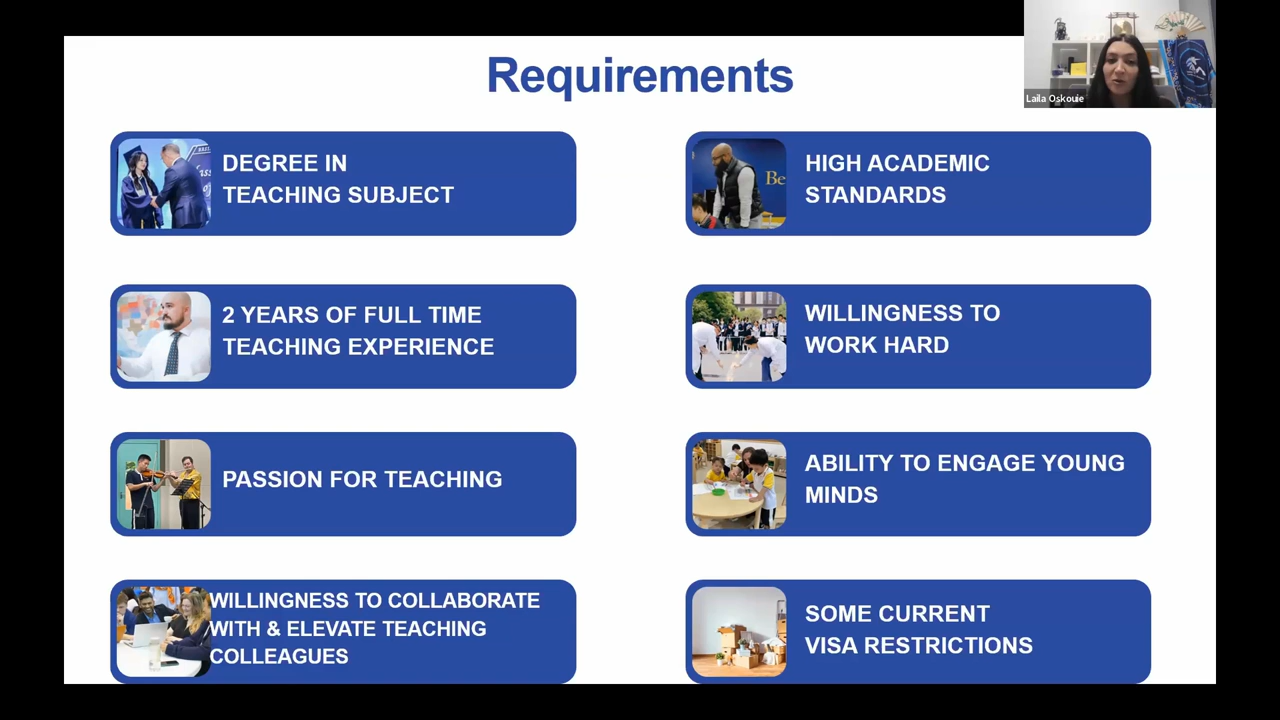 Requirements
Laila Oskouie
DEGREE IN
TEACHING SUBJECT
HIGH ACADEMIC
STANDARDS
Be
2 YEARS OF FULL TIME
TEACHING EXPERIENCE
WILLINGNESS TO
WORK HARD
PASSION FOR TEACHING
ABILITY TO ENGAGE YOUNG
MINDS
WILLINGNESS TO COLLABORATE
WITH & ELEVATE TEACHING
COLLEAGUES
SOME CURRENT
VISA RESTRICTIONS